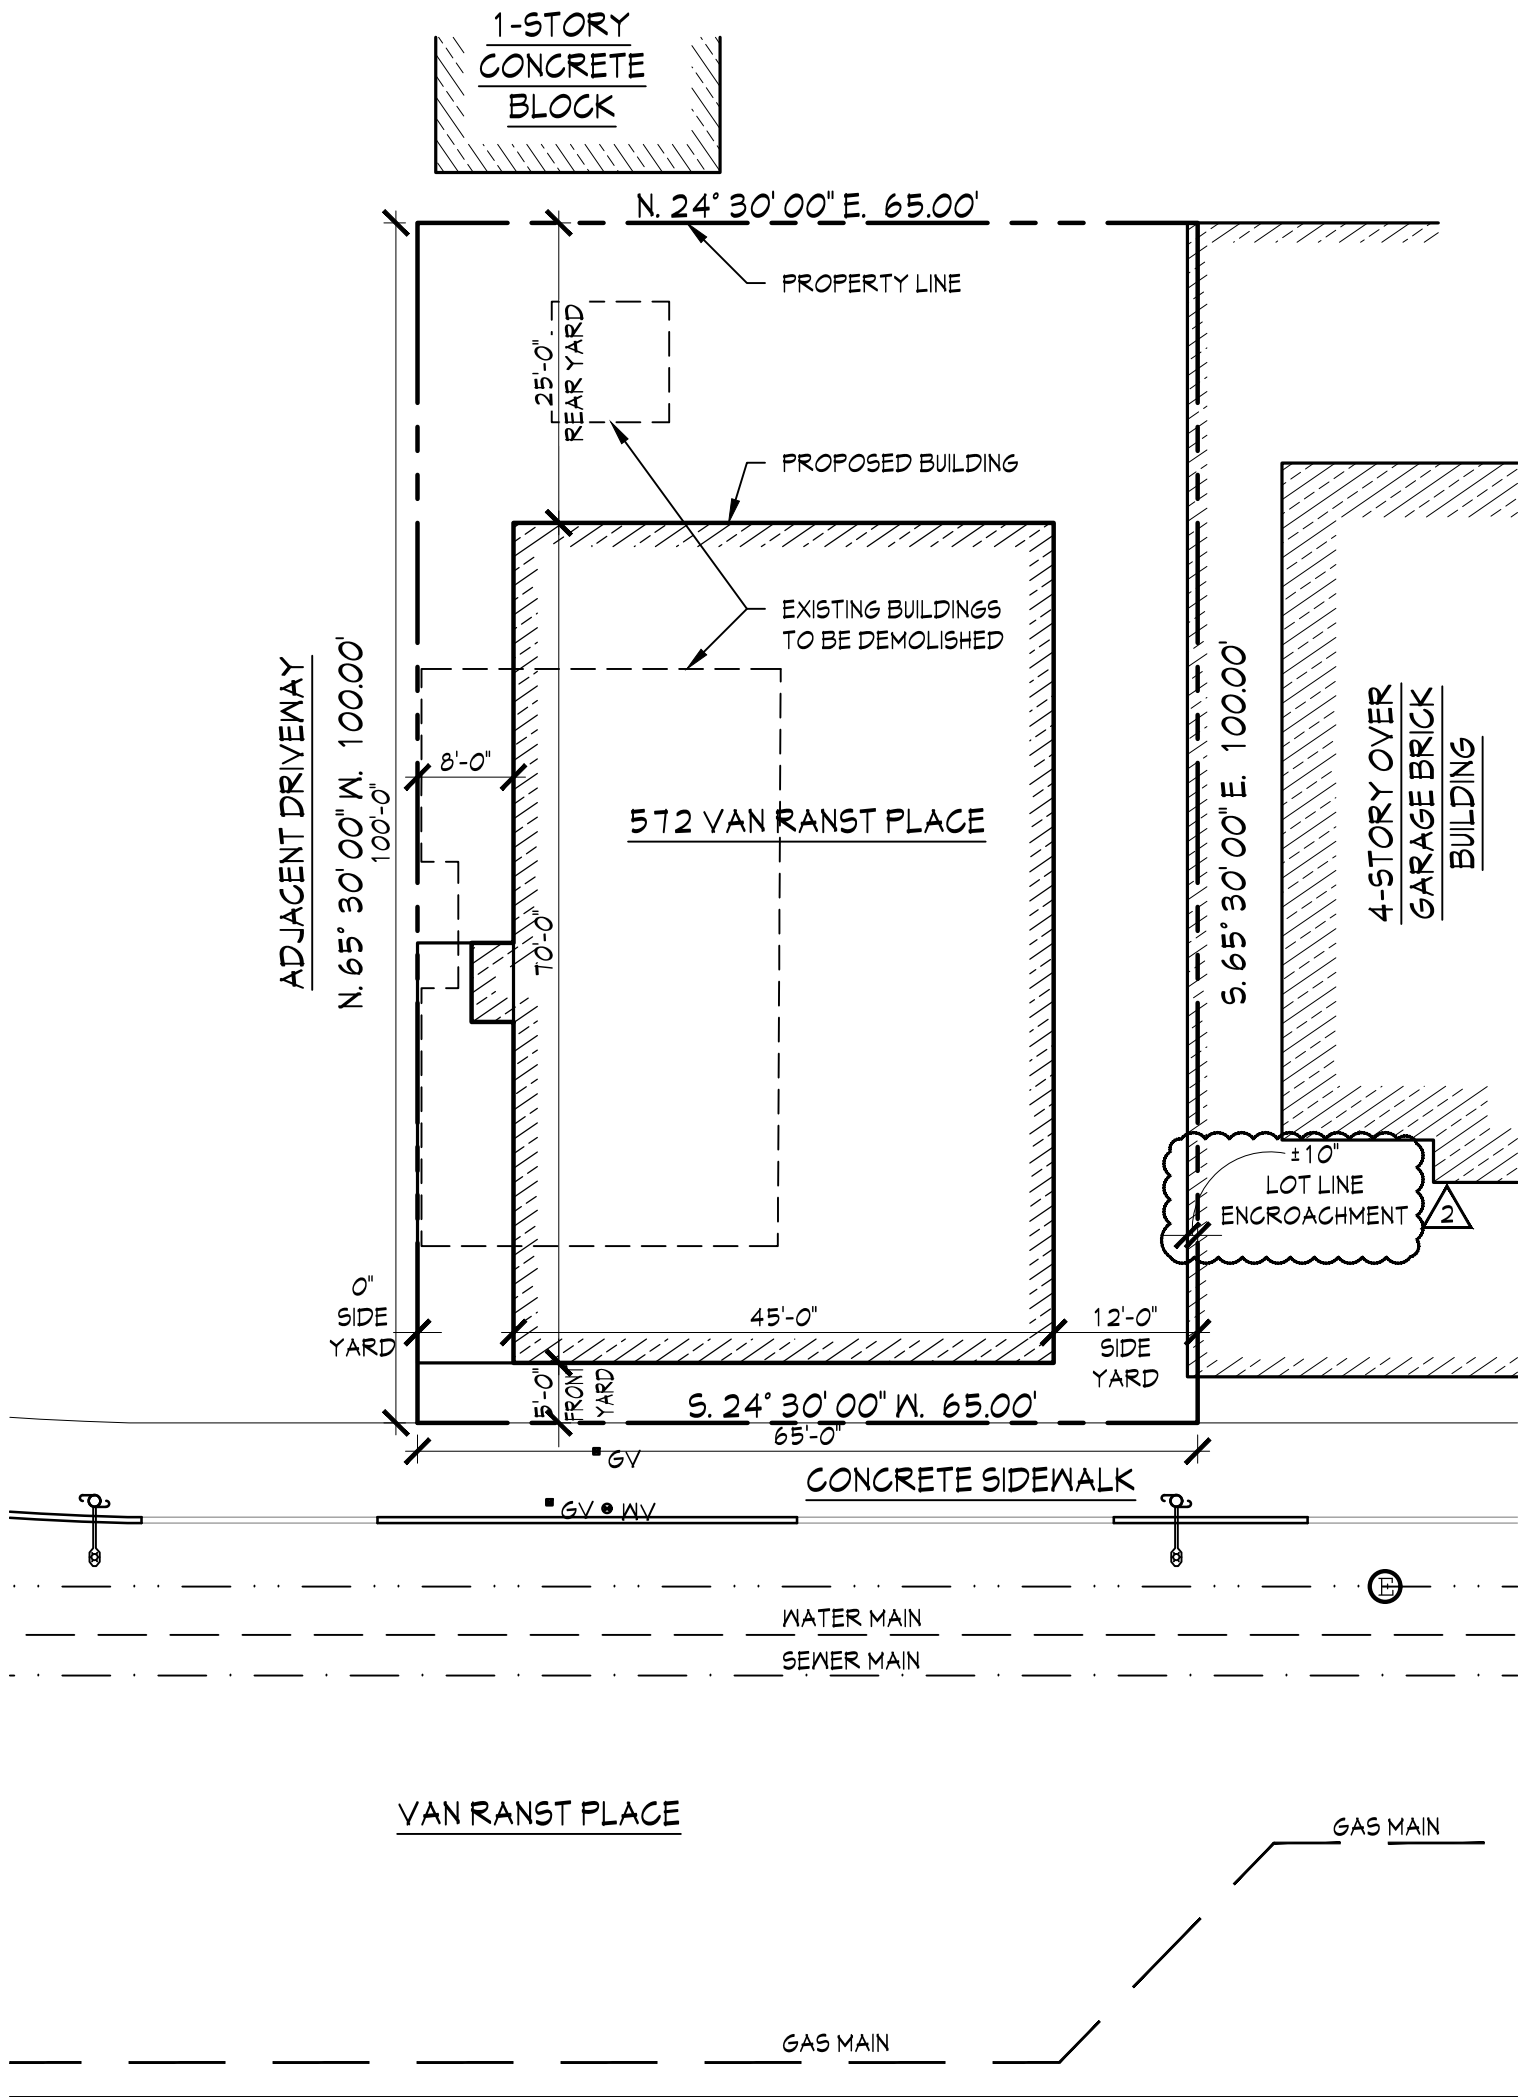 1-STORY
CONCRETE
BLOCK
N. 24° 30' 00" E. 65.00'
PROPERTY LINE
25'-0"
REAR YARD
PROPOSED BUILDING
EXISTING BUILDINGS
TO BE DEMOLISHED
ADJACENT DRIVEWAY
N. 65° 30' 00" W. 100.00'
100'-0"
8'-0"
572 VAN RANST PLACE
70'-0"
S. 65° 30' 00" E. 100.00'
4-STORY OVER
GARAGE BRICK
BUILDING
±10"
LOT LINE
ENCROACHMENT
2
0"
SIDE
YARD
45'-0"
12'-0"
SIDE
YARD
5'-0"
FRONT
YARD
S. 24° 30' 00" W. 65.00'
65'-0"
GV
CONCRETE SIDEWALK
GV
WV
E
WATER MAIN
SEWER MAIN
VAN RANST PLACE
GAS MAIN
GAS MAIN